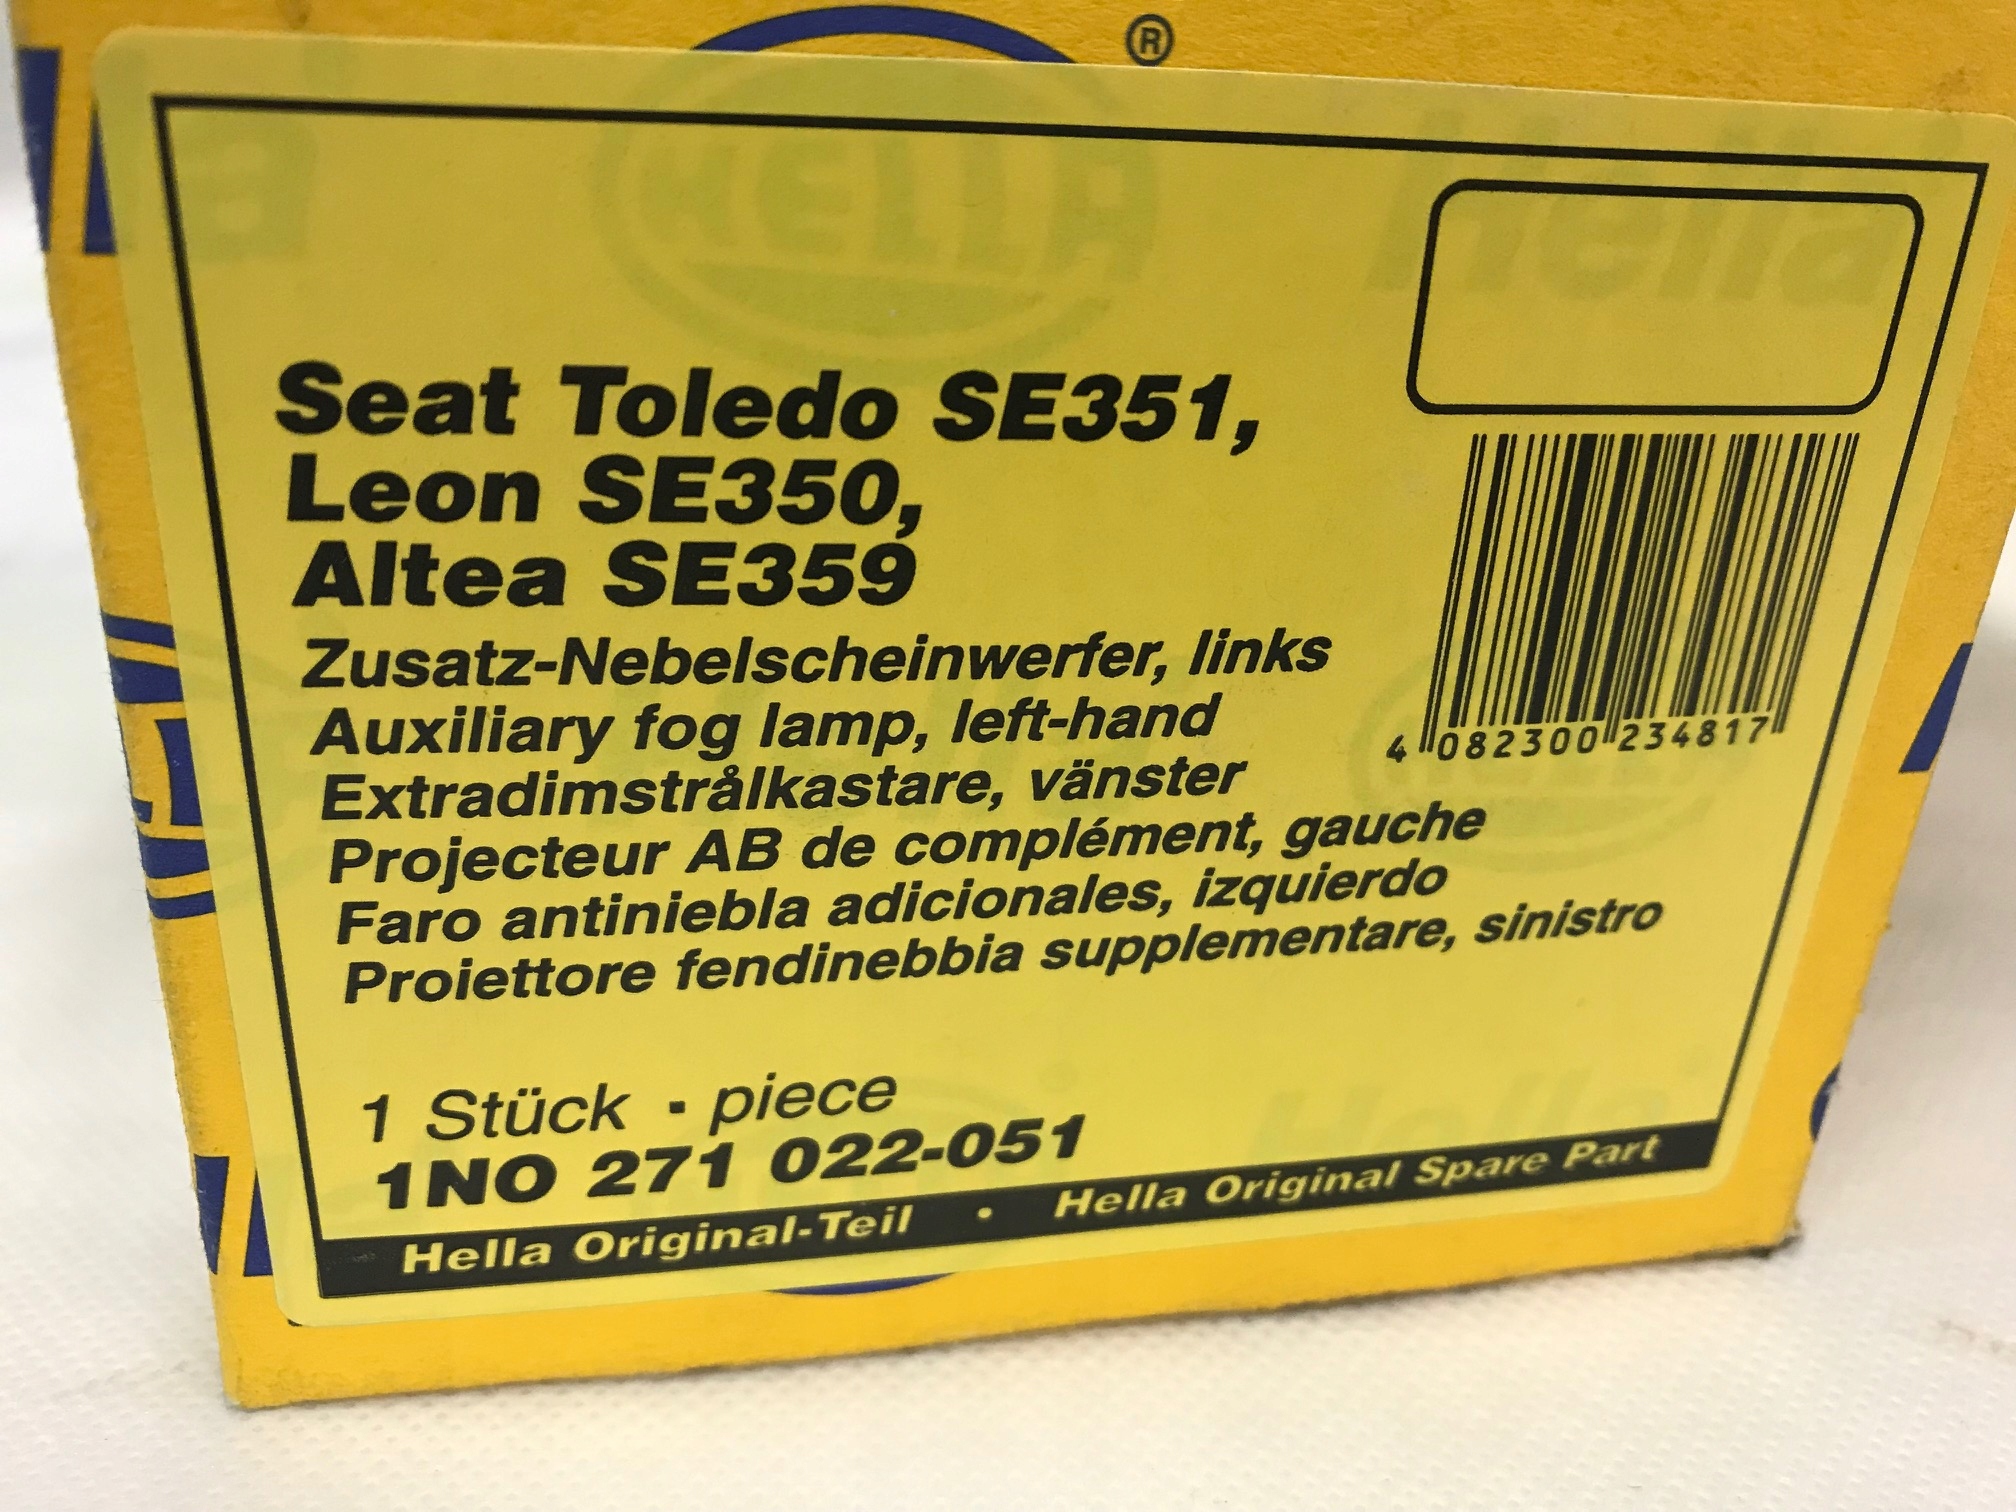 ®
HELLA
Hella
Seat Toledo SE351,
Leon SE350,
Altea SE359
Zusatz-Nebelscheinwerfer, links
Auxiliary fog lamp, left-hand
Extradimstrålkastare, vänster
Projecteur AB de complément, gauche
Faro antiniebla adicionales, izquierdo
Proiettore fendinebbia supplementare, sinistro
4 082300 234817
1 Stück · piece
1NO 271 022-051
Hella Original-Teil • Hella Original Spare Part